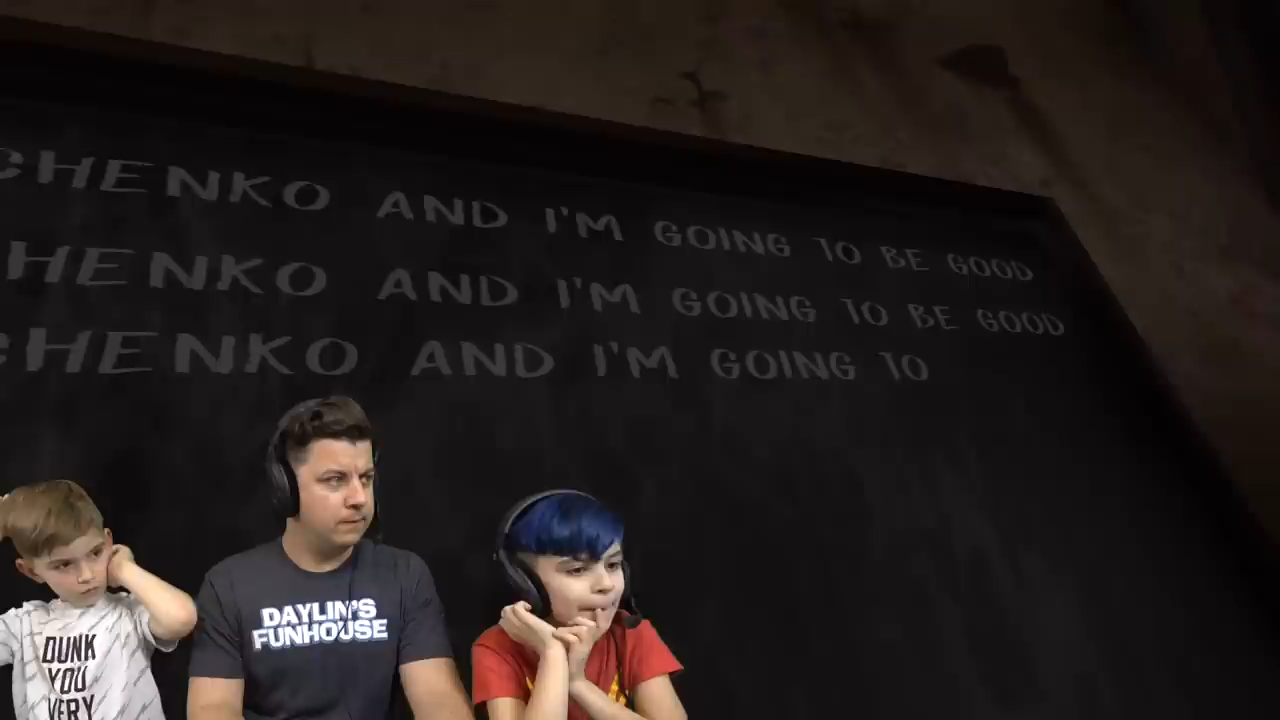 CHENKO AND I'M GOING TO BE GOOD
HENKO AND I'M GOING TO BE GOOD
CHENKO AND I'M GOING TO
DAYLIN'S
FUNHOUSE
DUNK
YOU
VERY